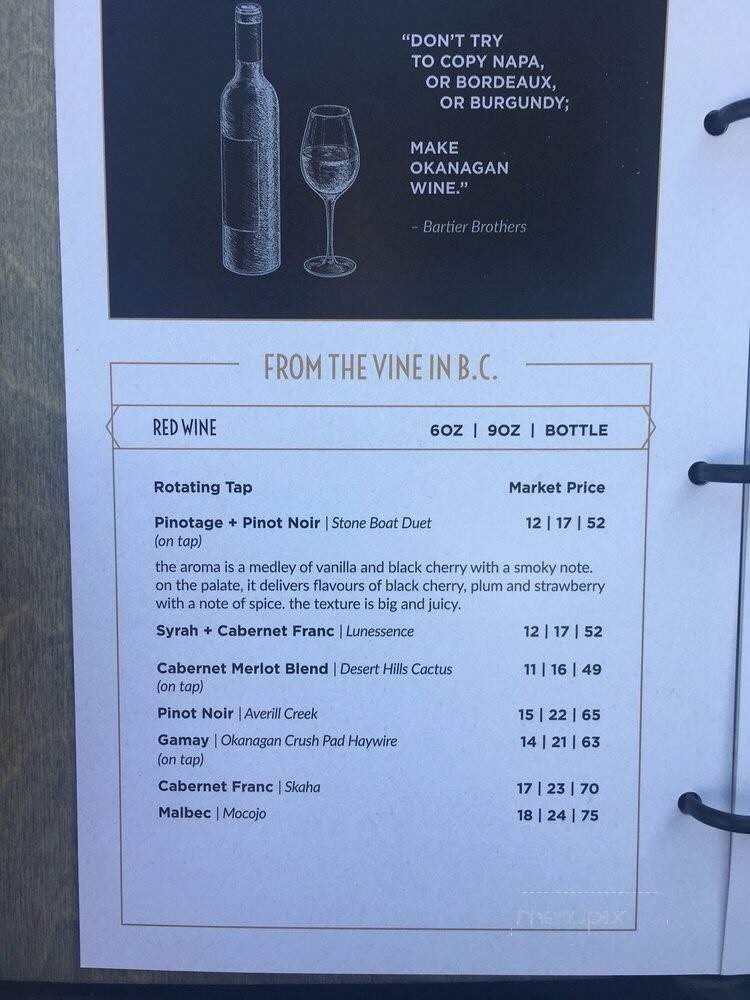 “DON’T TRY
TO COPY NAPA,
OR BORDEAUX,
OR BURGUNDY;
MAKE
OKANAGAN
WINE.”
– Bartier Brothers
FROM THE VINE IN B.C.
RED WINE 6OZ | 9OZ | BOTTLE
Rotating Tap Market Price
Pinotage + Pinot Noir | Stone Boat Duet 12 | 17 | 52
(on tap)
the aroma is a medley of vanilla and black cherry with a smoky note.
on the palate, it delivers flavours of black cherry, plum and strawberry
with a note of spice. the texture is big and juicy.
Syrah + Cabernet Franc | Lunessence 12 | 17 | 52
Cabernet Merlot Blend | Desert Hills Cactus 11 | 16 | 49
(on tap)
Pinot Noir | Averill Creek 15 | 22 | 65
Gamay | Okanagan Crush Pad Haywire 14 | 21 | 63
(on tap)
Cabernet Franc | Skaha 17 | 23 | 70
Malbec | Mocojo 18 | 24 | 75
menupix